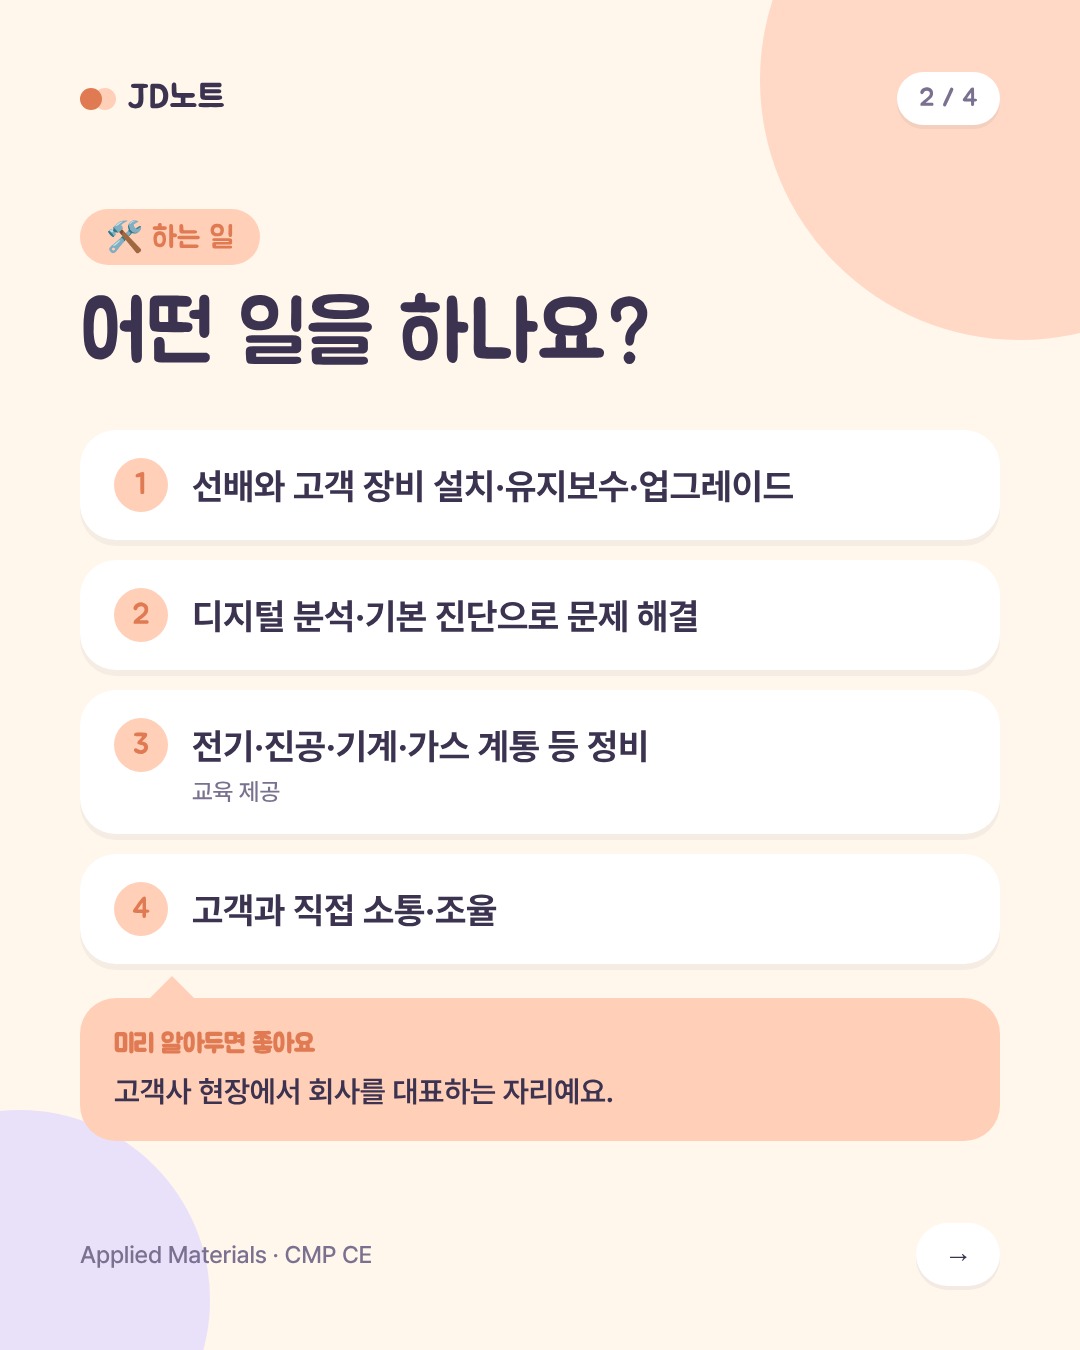 JD노트
2 / 4
🛠️ 하는 일
어떤 일을 하나요?
1 선배와 고객 장비 설치·유지보수·업그레이드
2 디지털 분석·기본 진단으로 문제 해결
3 전기·진공·기계·가스 계통 등 정비
교육 제공
4 고객과 직접 소통·조율
미리 알아두면 좋아요
고객사 현장에서 회사를 대표하는 자리예요.
Applied Materials · CMP CE
→